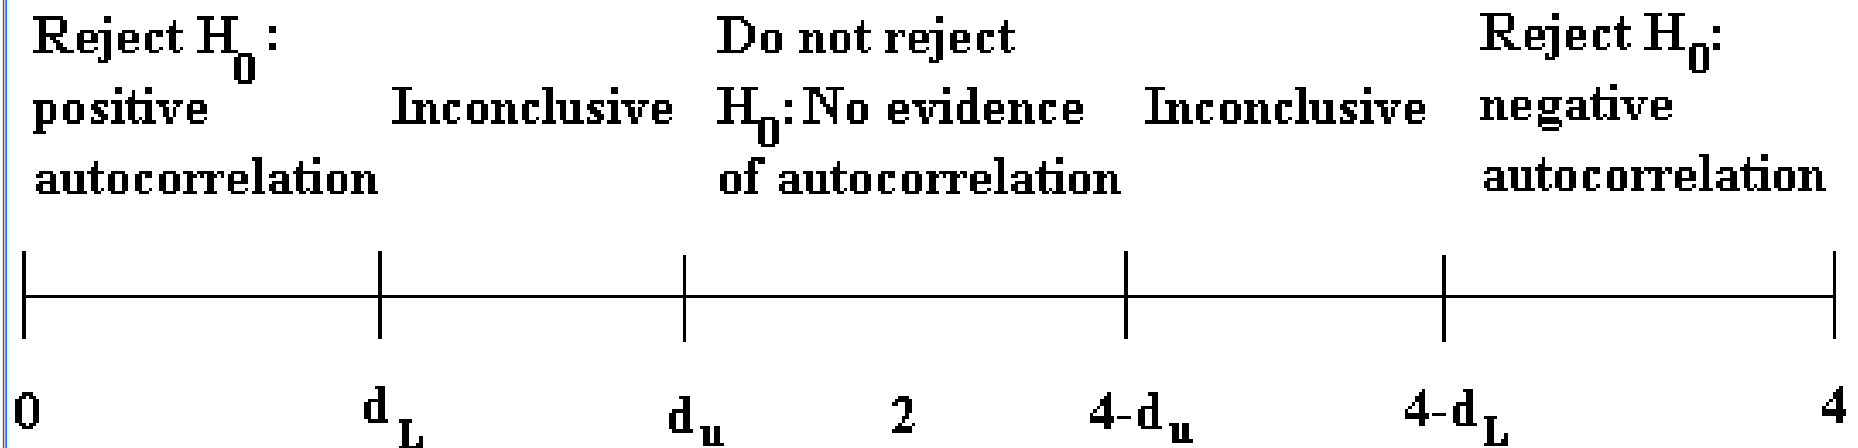 Reject H0:
positive
autocorrelation
Inconclusive
Do not reject
H0: No evidence
of autocorrelation
Inconclusive
Reject H0:
negative
autocorrelation
0 dL du 2 4-du 4-dL 4